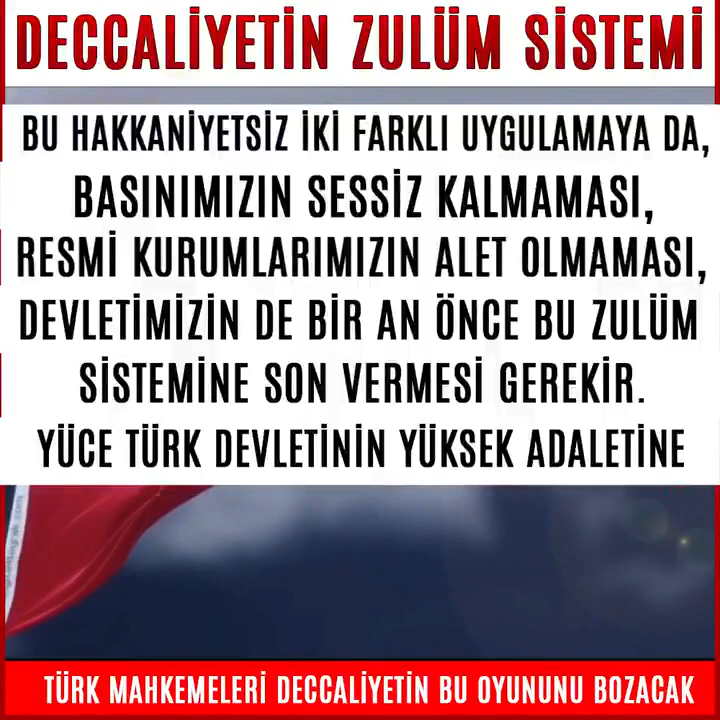 DECCALİYETİN ZULÜM SİSTEMİ
BU HAKKANİYETSİZ İKİ FARKLI UYGULAMAYA DA,
BASINIMIZIN SESSİZ KALMAMASI,
RESMİ KURUMLARIMIZIN ALET OLMAMASI,
DEVLETİMİZİN DE BİR AN ÖNCE BU ZULÜM
SİSTEMİNE SON VERMESİ GEREKİR.
YÜCE TÜRK DEVLETİNİN YÜKSEK ADALETİNE
TÜRK MAHKEMELERİ DECCALİYETİN BU OYUNUNU BOZACAK